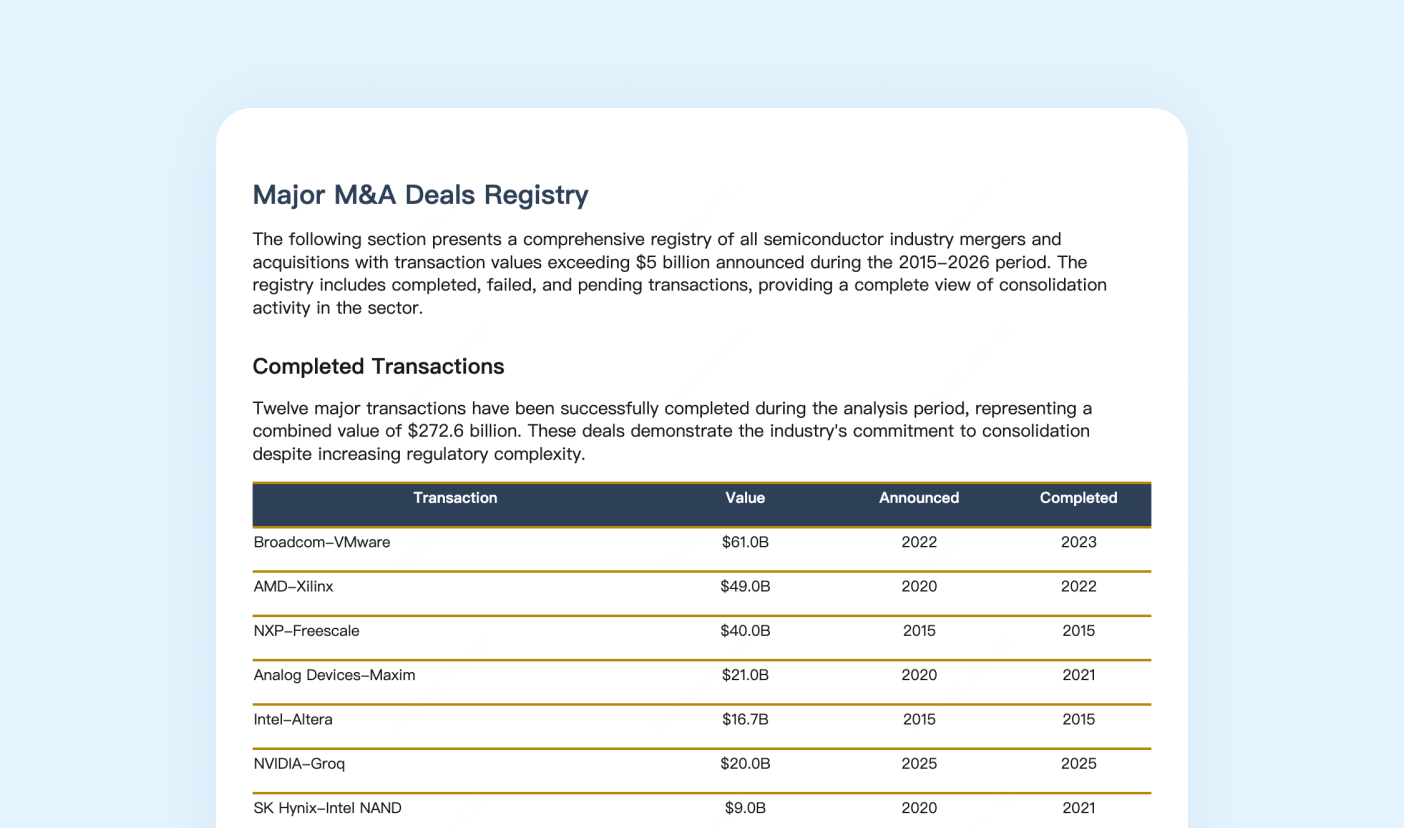 Major M&A Deals Registry
The following section presents a comprehensive registry of all semiconductor industry mergers and
acquisitions with transaction values exceeding $5 billion announced during the 2015–2026 period. The
registry includes completed, failed, and pending transactions, providing a complete view of consolidation
activity in the sector.
Completed Transactions
Twelve major transactions have been successfully completed during the analysis period, representing a
combined value of $272.6 billion. These deals demonstrate the industry's commitment to consolidation
despite increasing regulatory complexity.
Transaction Value Announced Completed
Broadcom–VMware $61.0B 2022 2023
AMD–Xilinx $49.0B 2020 2022
NXP–Freescale $40.0B 2015 2015
Analog Devices–Maxim $21.0B 2020 2021
Intel–Altera $16.7B 2015 2015
NVIDIA–Groq $20.0B 2025 2025
SK Hynix–Intel NAND $9.0B 2020 2021